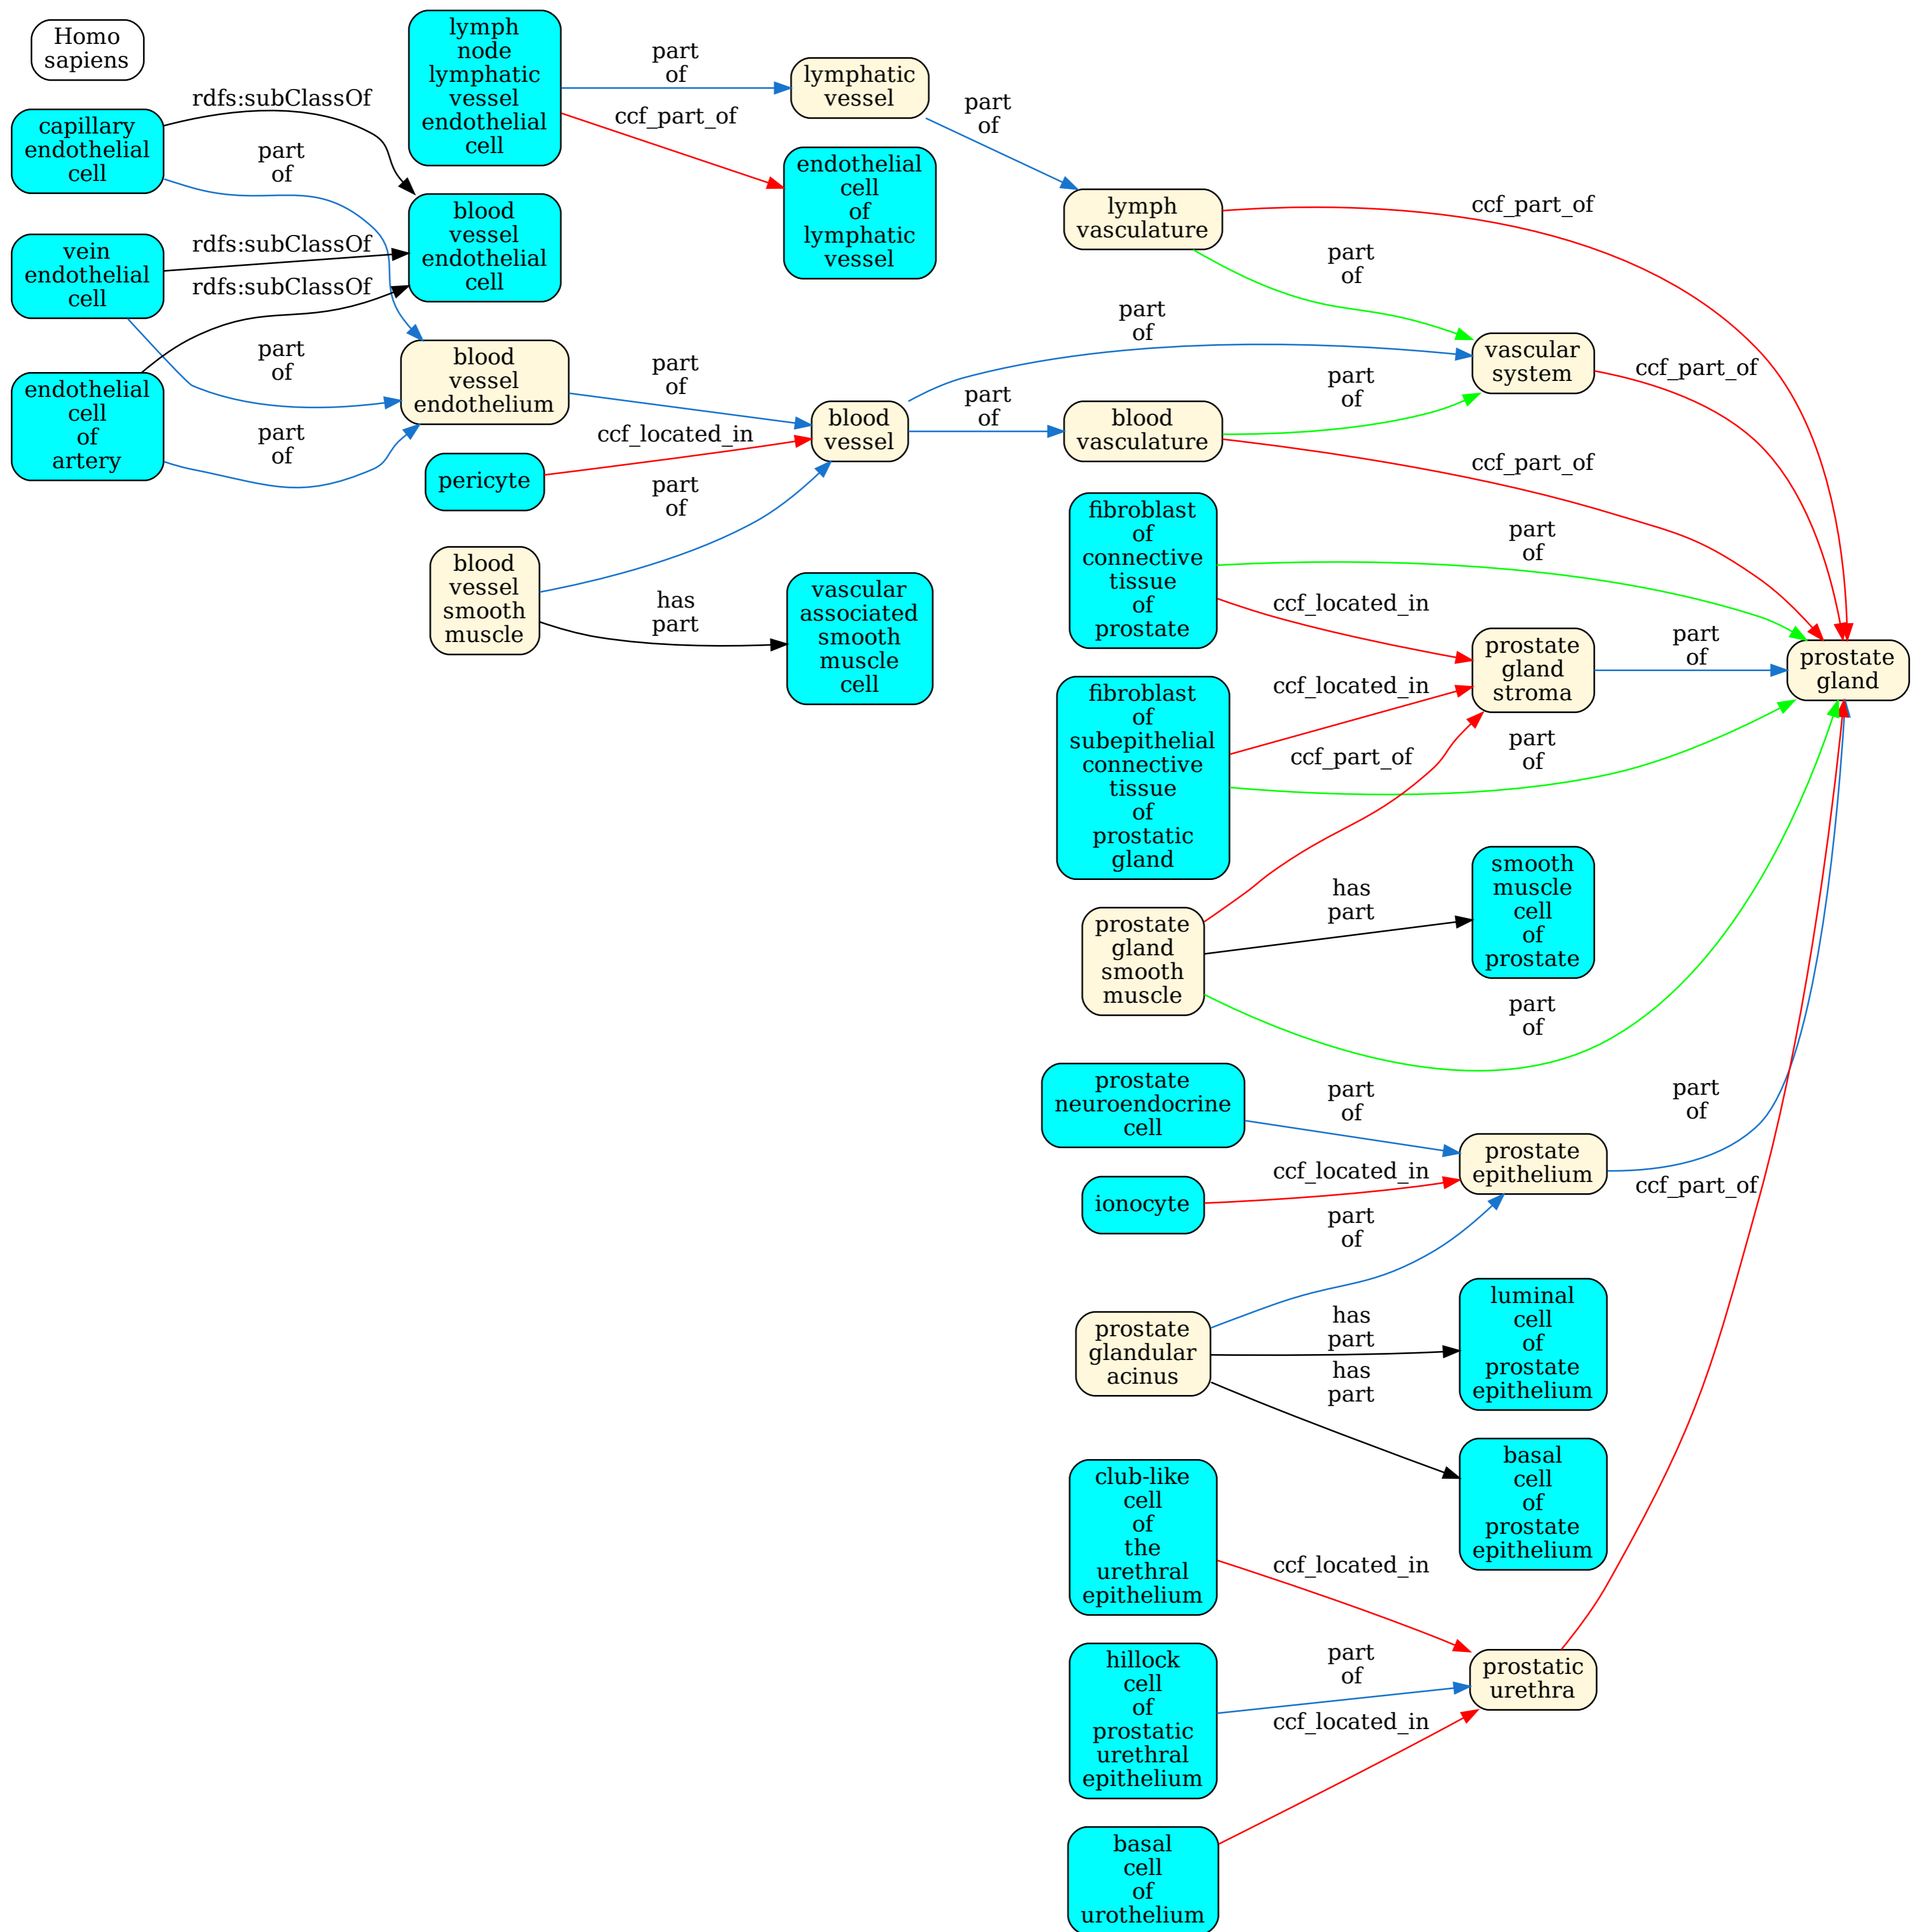 Homo
sapiens
capillary
endothelial
cell
vein
endothelial
cell
endothelial
cell
of
artery
rdfs:subClassOf
part
of
rdfs:subClassOf
rdfs:subClassOf
part
of
part
of
lymph
node
lymphatic
vessel
endothelial
cell
blood
vessel
endothelial
cell
blood
vessel
endothelium
pericyte
blood
vessel
smooth
muscle
part
of
ccf_part_of
part
of
ccf_located_in
part
of
has
part
lymphatic
vessel
endothelial
cell
of
lymphatic
vessel
blood
vessel
vascular
associated
smooth
muscle
cell
part
of
part
of
part
of
lymph
vasculature
blood
vasculature
fibroblast
of
connective
tissue
of
prostate
fibroblast
of
subepithelial
connective
tissue
of
prostatic
gland
prostate
gland
smooth
muscle
prostate
neuroendocrine
cell
ionocyte
prostate
glandular
acinus
club-like
cell
of
the
urethral
epithelium
hillock
cell
of
prostatic
urethral
epithelium
basal
cell
of
urothelium
ccf_part_of
part
of
part
of
ccf_part_of
part
of
ccf_located_in
ccf_located_in
part
of
ccf_part_of
has
part
part
of
part
of
ccf_located_in
part
of
has
part
has
part
ccf_located_in
part
of
ccf_located_in
vascular
system
prostate
gland
stroma
smooth
muscle
cell
of
prostate
prostate
epithelium
luminal
cell
of
prostate
epithelium
basal
cell
of
prostate
epithelium
prostatic
urethra
ccf_part_of
part
of
part
of
ccf_part_of
prostate
gland